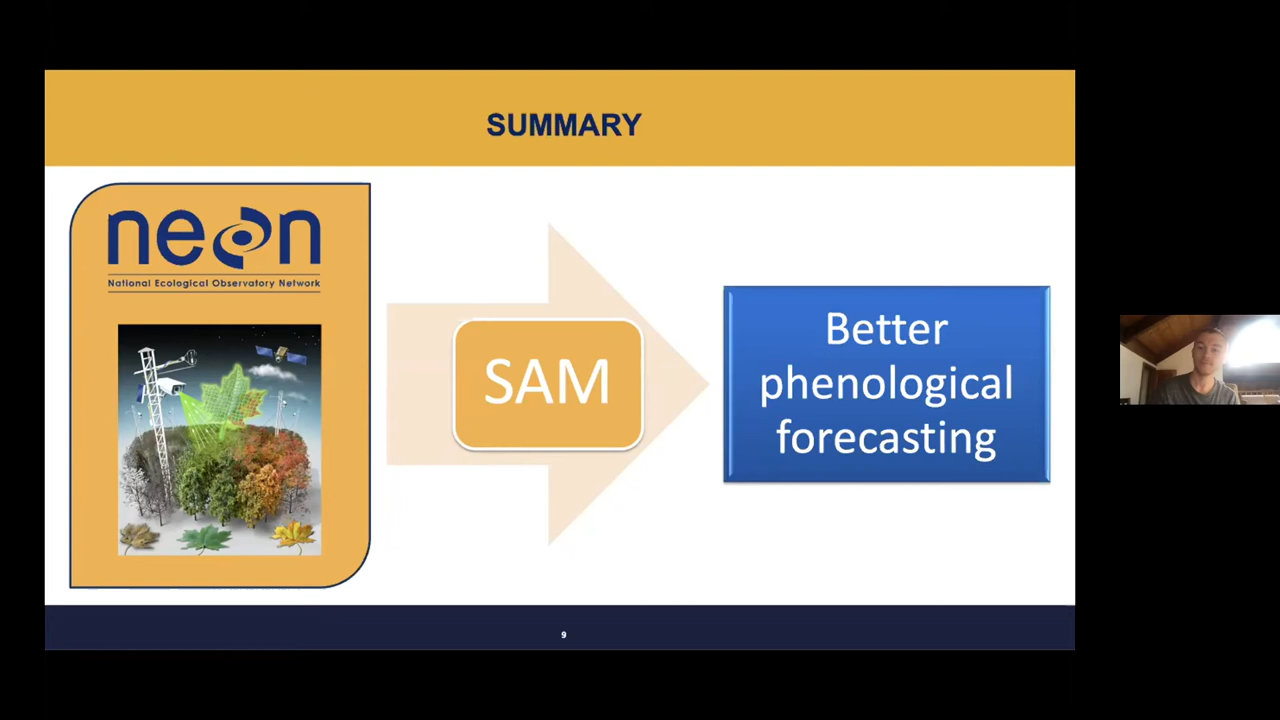 SUMMARY
neon
National Ecological Observatory Network
SAM
Better
phenological
forecasting
9